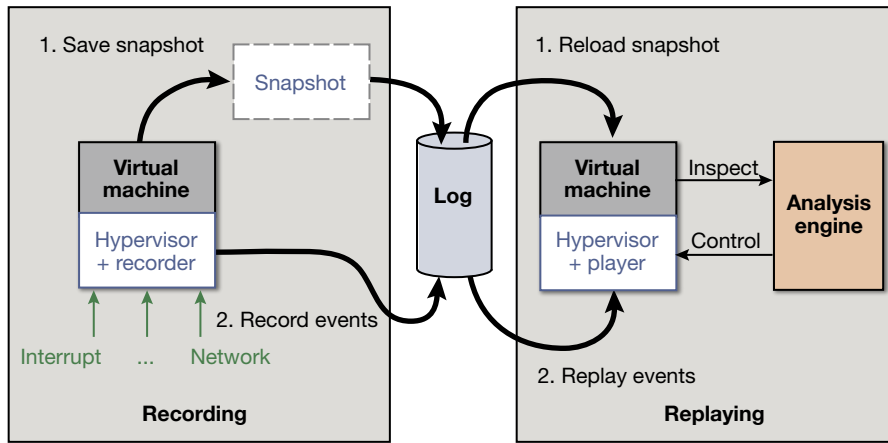 1. Save snapshot
Snapshot
Virtual
machine
Hypervisor
+ recorder
2. Record events
Interrupt
...
Network
Recording
Log
1. Reload snapshot
Virtual
machine
Hypervisor
+ player
Inspect
Control
Analysis
engine
2. Replay events
Replaying